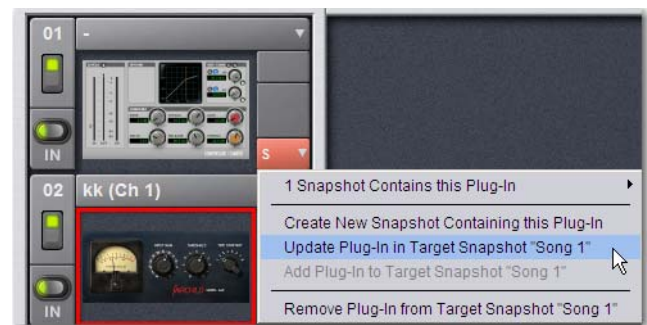 01 -
IN
S
02 kk (Ch 1)
1 Snapshot Contains this Plug-In
Create New Snapshot Containing this Plug-In
Update Plug-In in Target Snapshot "Song 1"
Add Plug-In to Target Snapshot "Song 1"
Remove Plug-In from Target Snapshot "Song 1"
IN